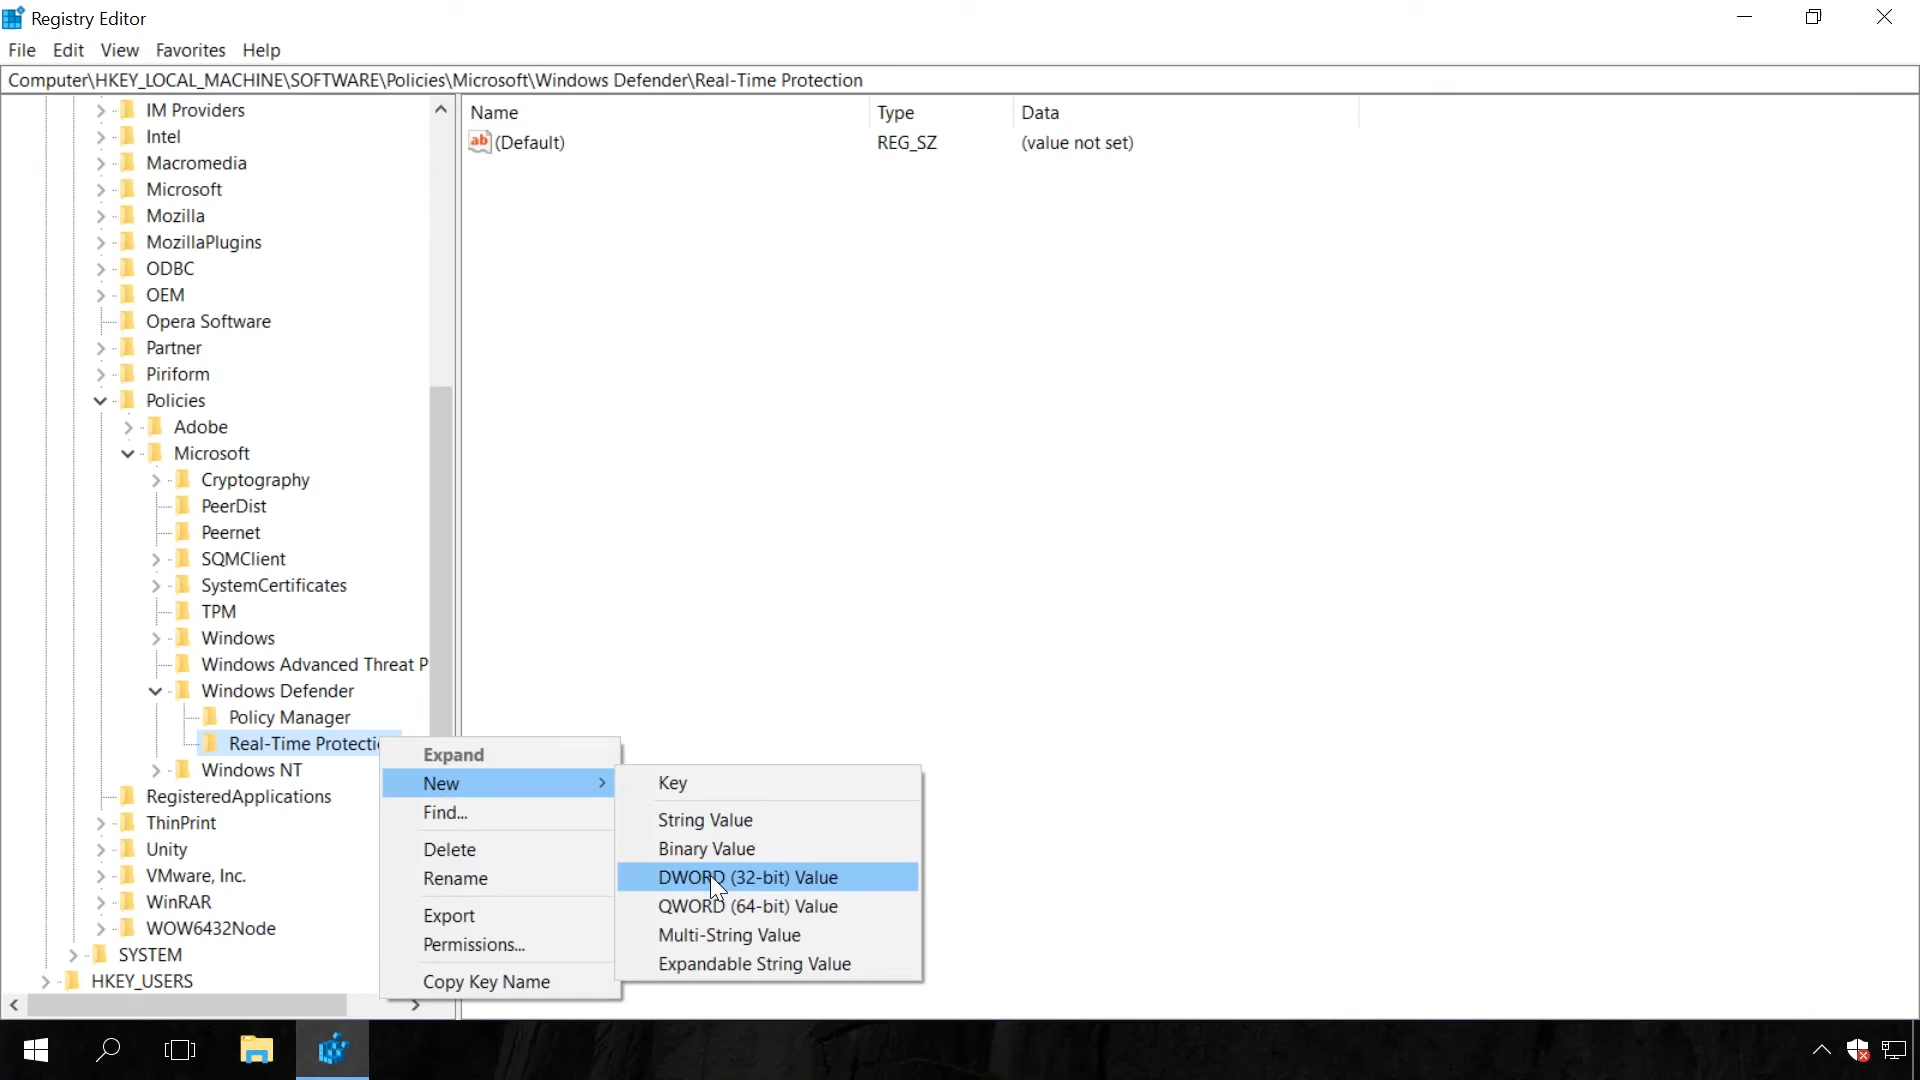 Registry Editor
File Edit View Favorites Help
Computer\HKEY_LOCAL_MACHINE\SOFTWARE\Policies\Microsoft\Windows Defender\Real-Time Protection
Name Type Data
ab (Default) REG_SZ (value not set)
IM Providers
Intel
Macromedia
Microsoft
Mozilla
MozillaPlugins
ODBC
OEM
Opera Software
Partner
Piriform
Policies
Adobe
Microsoft
Cryptography
PeerDist
Peernet
SQMClient
SystemCertificates
TPM
Windows
Windows Advanced Threat P
Windows Defender
Policy Manager
Real-Time Protecti
Windows NT
RegisteredApplications
ThinPrint
Unity
VMware, Inc.
WinRAR
WOW6432Node
SYSTEM
HKEY_USERS
Expand
New
Find...
Delete
Rename
Export
Permissions...
Copy Key Name
Key
String Value
Binary Value
DWORD (32-bit) Value
QWORD (64-bit) Value
Multi-String Value
Expandable String Value